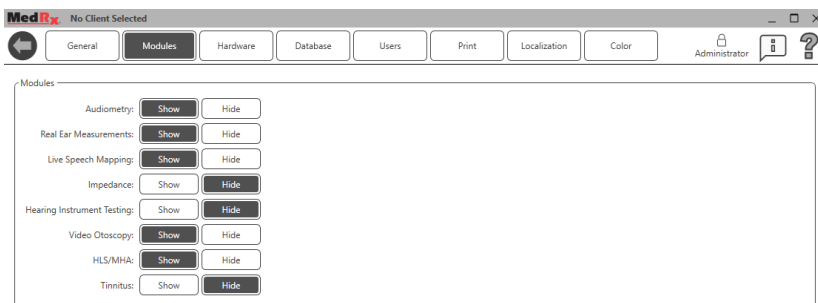 MedRx No Client Selected
General Modules Hardware Database Users Print Localization Color Administrator i ?
Modules
Audiometry: Show Hide
Real Ear Measurements: Show Hide
Live Speech Mapping: Show Hide
Impedance: Show Hide
Hearing Instrument Testing: Show Hide
Video Otoscopy: Show Hide
HLS/MHA: Show Hide
Tinnitus: Show Hide